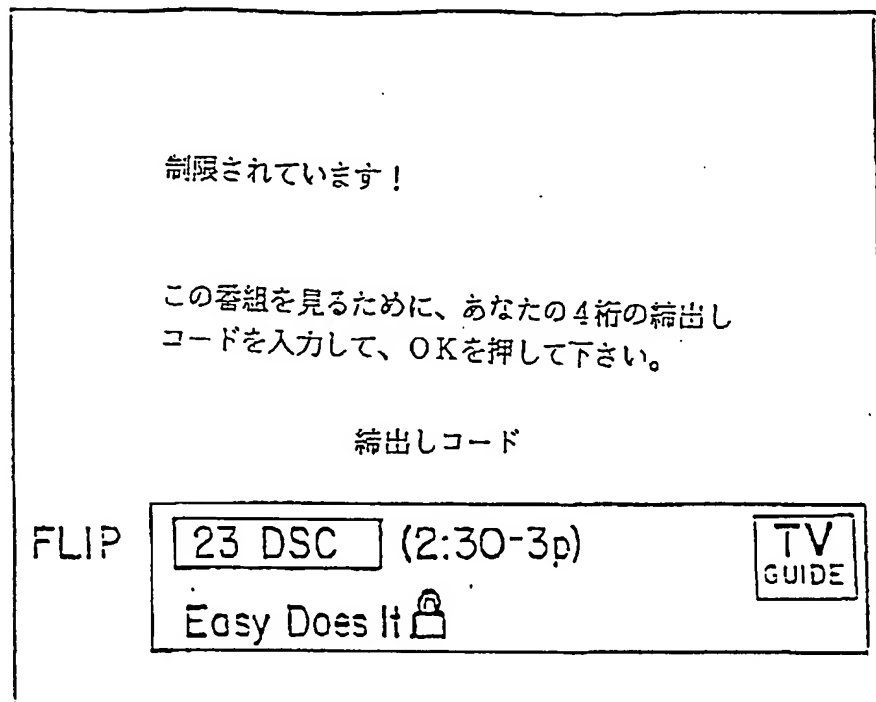 制限されています!
この番組を見るために、あなたの4桁の締出し
コードを入力して、OKを押して下さい。
締出しコード
FLIP
23 DSC (2:30-3p)
TV
GUIDE
Easy Does It